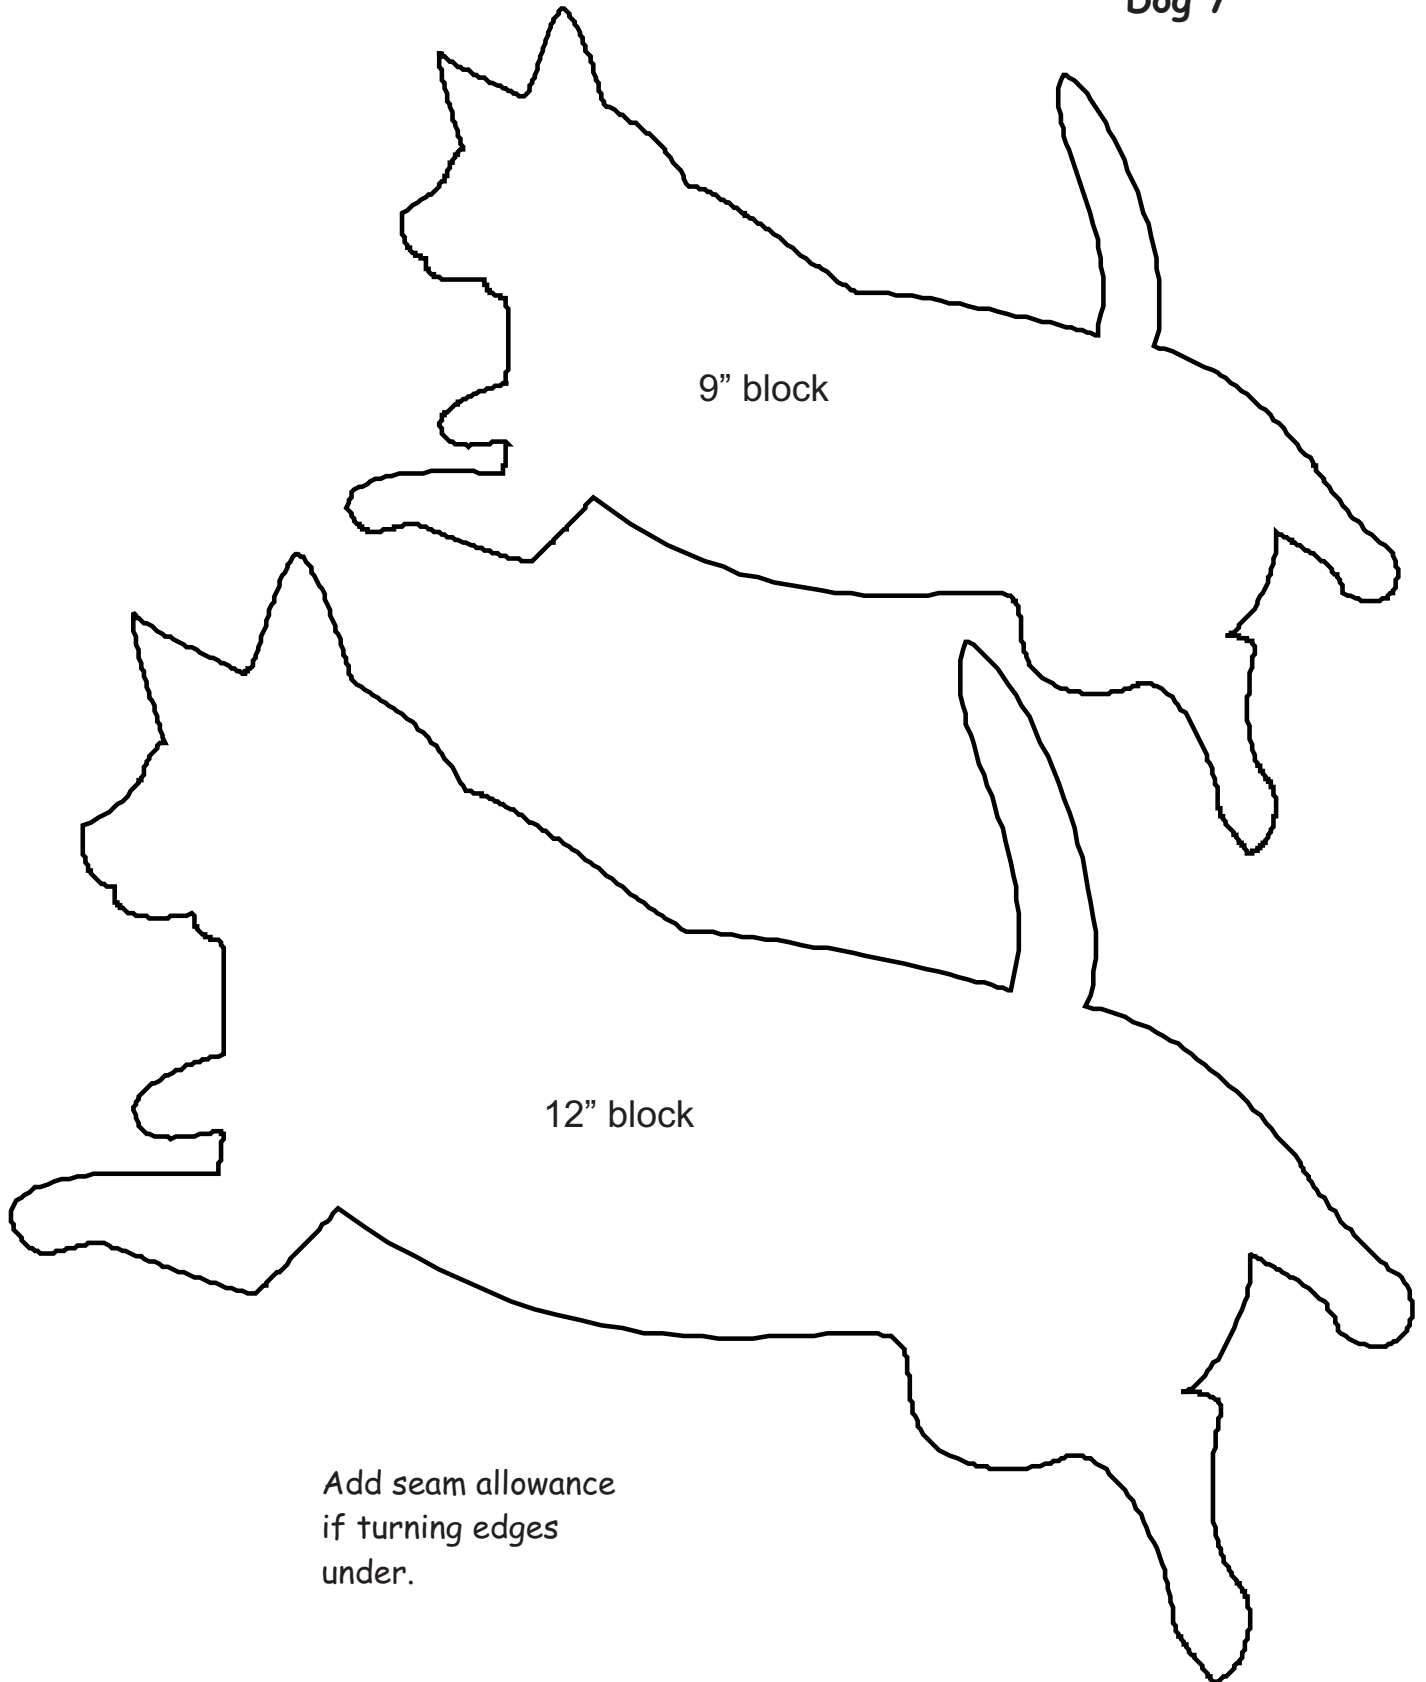 Dog 7
9” block
12” block
Add seam allowance
if turning edges
under.